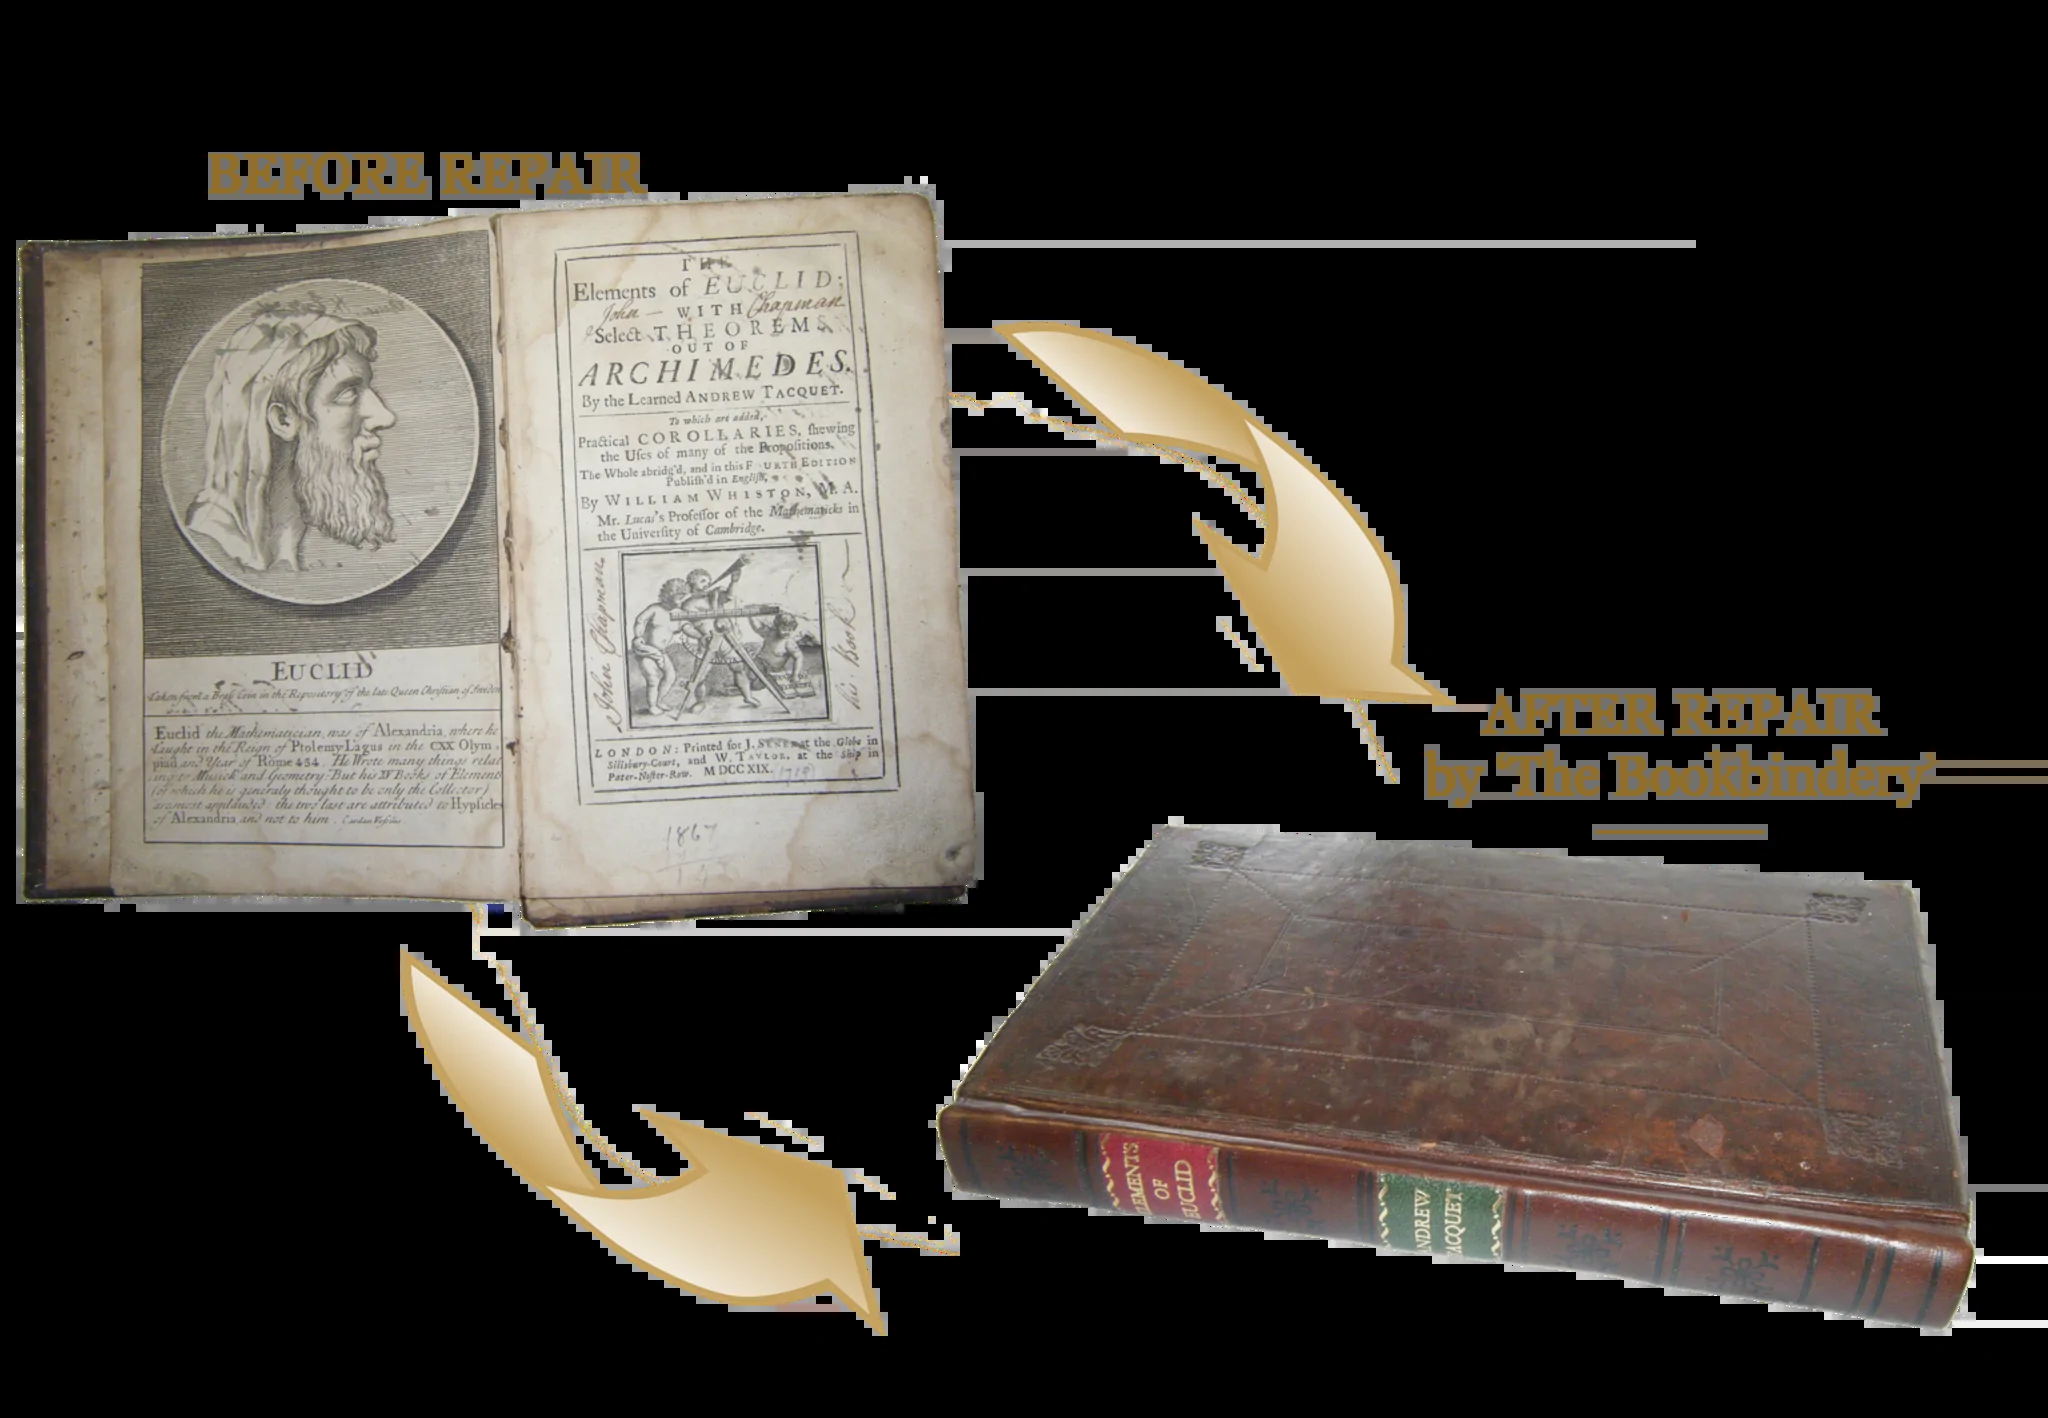 BEFORE REPAIR
EUCLID
Taken from a Brass Coin in the Repository of the late Queen Christian of Sweden
Euclid the Mathematician, was of Alexandria, where he
taught in the Reign of Ptolemy Lagus in the CXX Olym
piad and Year of Rome 454. He Wrote many things relat
ing to Musick and Geometry But his XV Books of Element
(of which he is generaly thought to be only the Collector)
are most applauded. the two last are attributed to Hypsicles
of Alexandria and not to him.
THE
Elements of EUCLID;
John — WITH Chapman
Select THEOREMS
OUT OF
ARCHIMEDES.
By the Learned ANDREW TACQUET.
To which are added,
Practical COROLLARIES, ſhewing
the Uſes of many of the Propoſitions.
The Whole abridg'd, and in this FOURTH EDITION
Publiſh'd in Engliſh,
By WILLIAM WHISTON, M. A.
Mr. Lucas's Profeſſor of the Mathematicks in
the Univerſity of Cambridge.
John Chapman
his Book
LONDON: Printed for J. SENEX at the Globe in
Saliſbury-Court, and W. TAYLOR, at the Ship in
Pater-Noſter-Row. MDCCXIX. (1719)
1867
AFTER REPAIR
by 'The Bookbindery'
ELEMENTS
OF
EUCLID
ANDREW
TACQUET